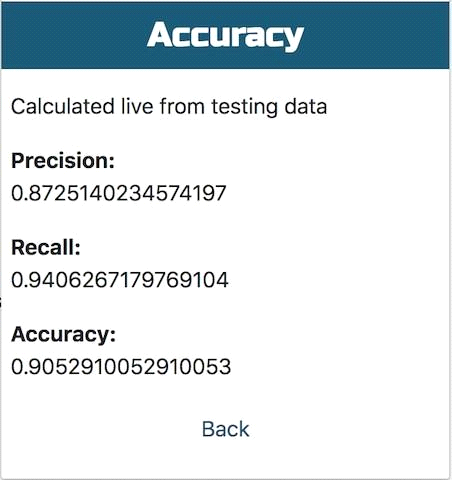 Accuracy
Calculated live from testing data
Precision:
0.8725140234574197
Recall:
0.9406267179769104
Accuracy:
0.9052910052910053
Back